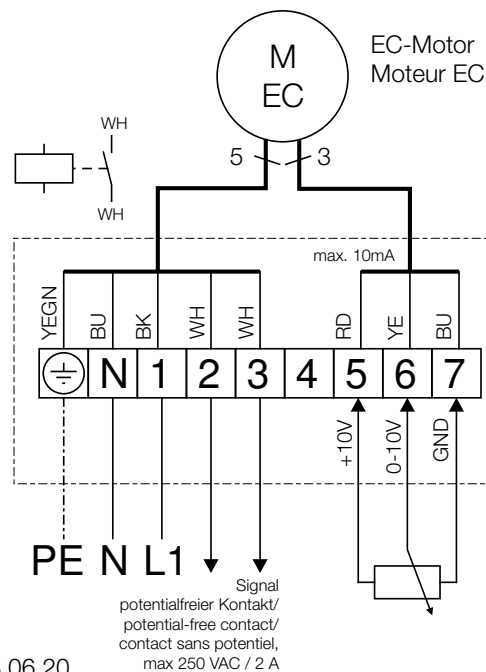 M
EC
EC-Motor
Moteur EC
5
3
WH
WH
max. 10mA
YEGN
BU
BK
WH
WH
RD
YE
BU
N 1 2 3 4 5 6 7
+10V
0-10V
GND
PE N L1
Signal
potentialfreier Kontakt/
potential-free contact/
contact sans potentiel,
max 250 VAC / 2 A
06.20